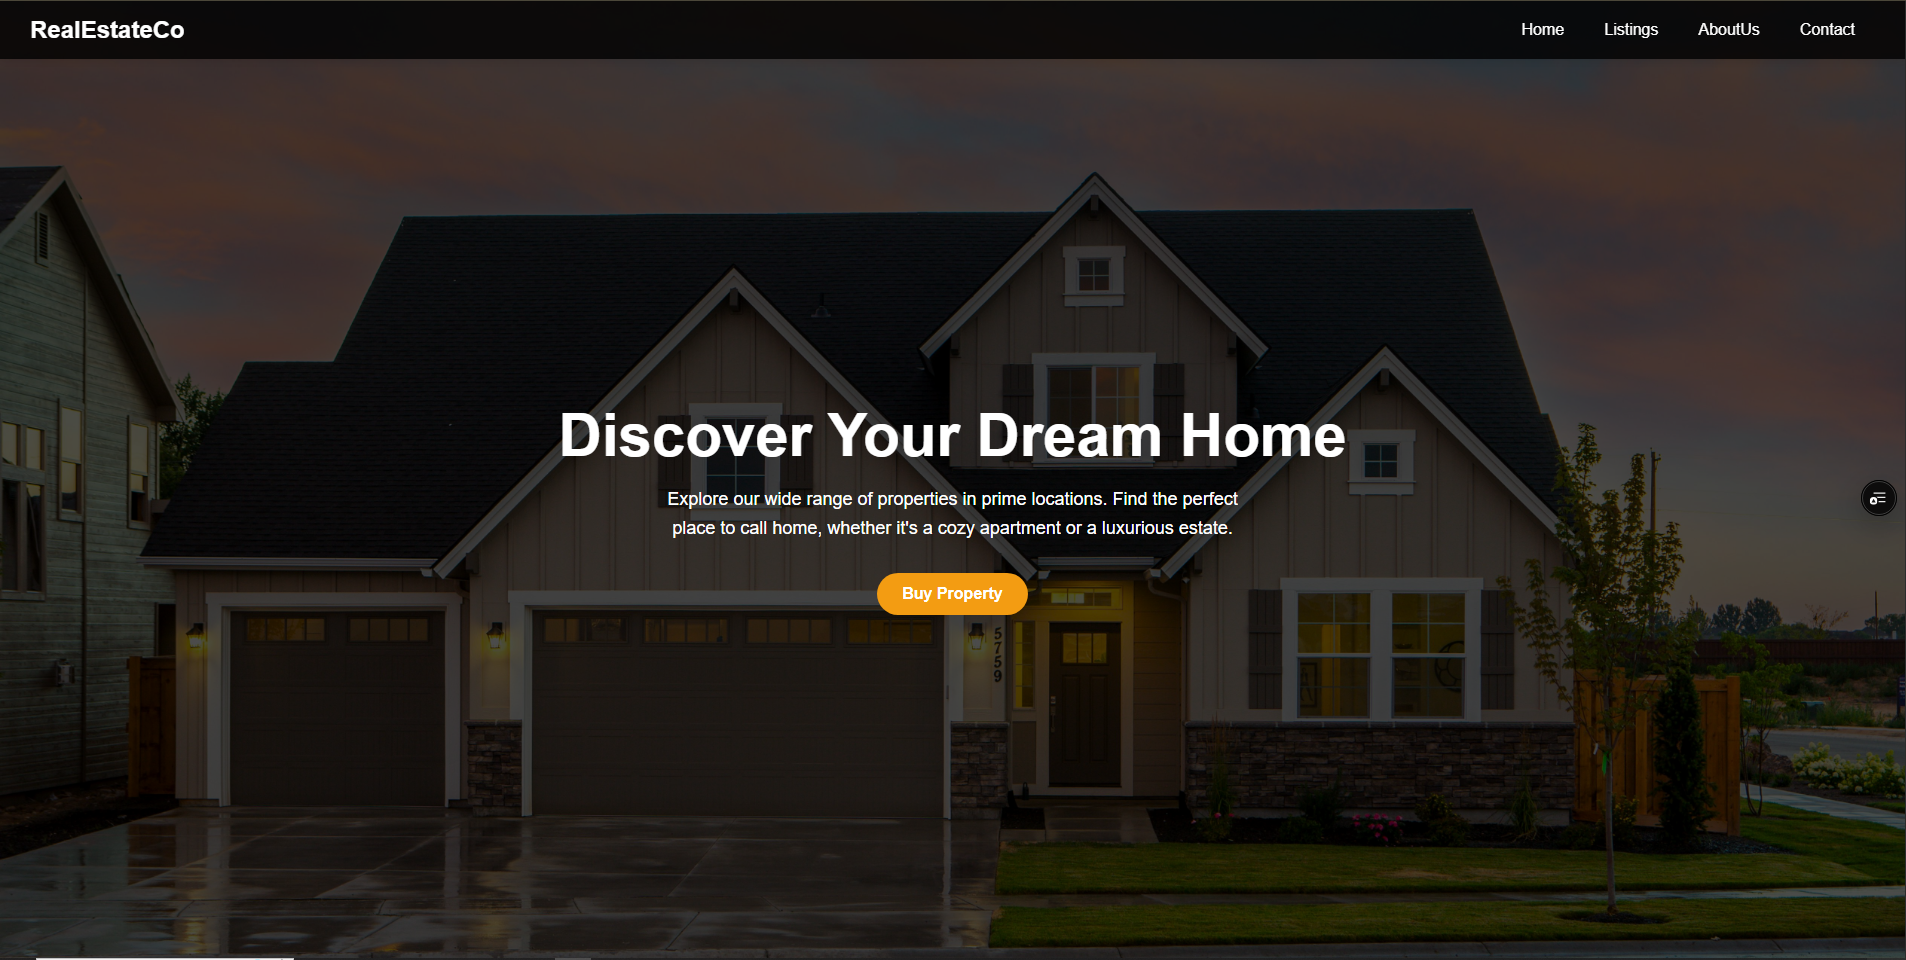 RealEstateCo
Home
Listings
AboutUs
Contact
Discover Your Dream Home
Explore our wide range of properties in prime locations. Find the perfect
place to call home, whether it's a cozy apartment or a luxurious estate.
Buy Property
5759